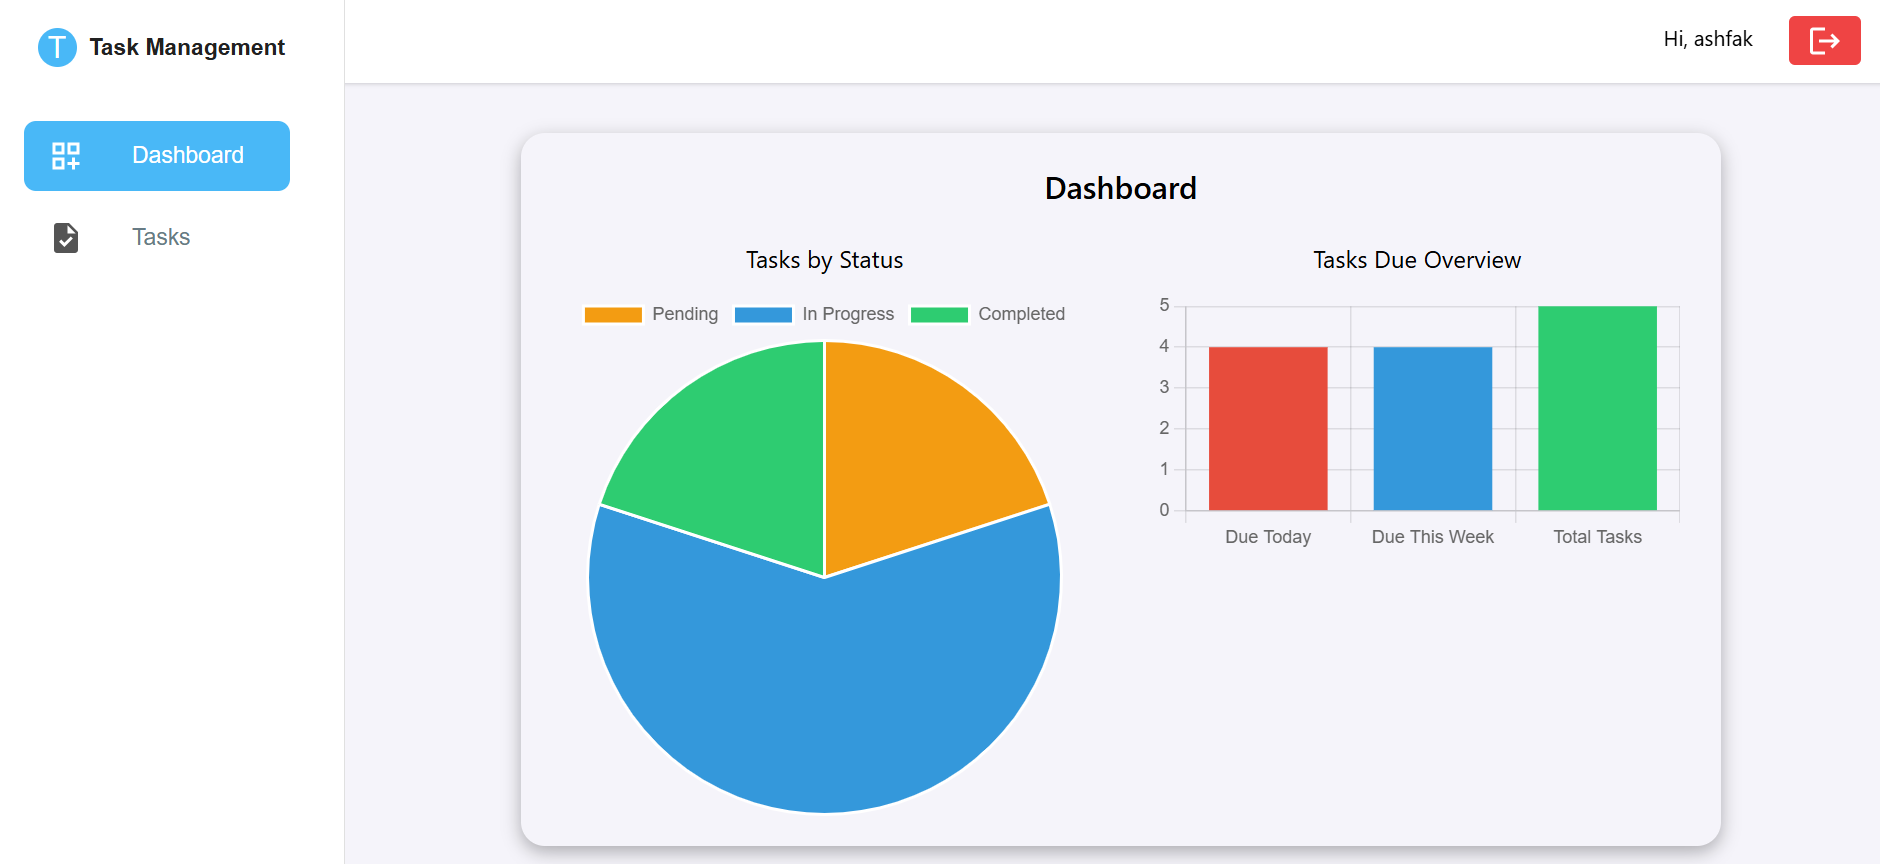 T Task Management
Hi, ashfak
Dashboard
Tasks
Dashboard
Tasks by Status
Pending In Progress Completed
Tasks Due Overview
5
4
3
2
1
0
Due Today Due This Week Total Tasks